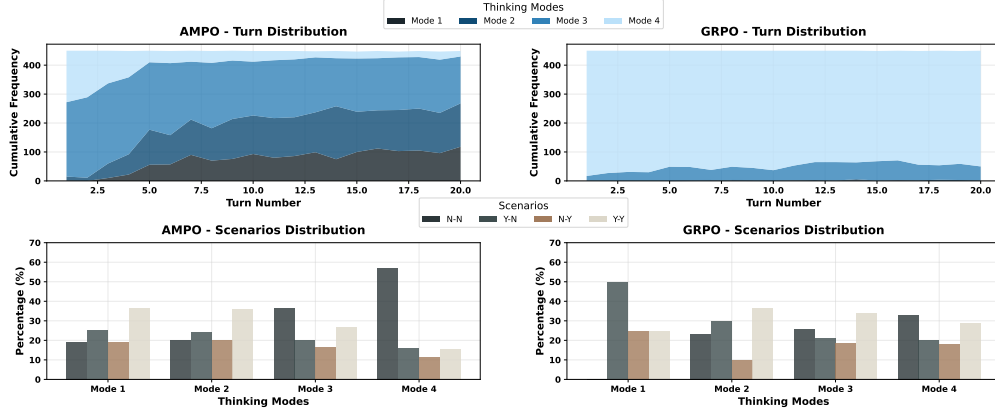 Thinking Modes
Mode 1 Mode 2 Mode 3 Mode 4
AMPO - Turn Distribution
Cumulative Frequency
400
300
200
100
0
2.5 5.0 7.5 10.0 12.5 15.0 17.5 20.0
Turn Number
GRPO - Turn Distribution
Cumulative Frequency
400
300
200
100
0
2.5 5.0 7.5 10.0 12.5 15.0 17.5 20.0
Turn Number
Scenarios
N-N Y-N N-Y Y-Y
AMPO - Scenarios Distribution
Percentage (%)
70
60
50
40
30
20
10
0
Mode 1 Mode 2 Mode 3 Mode 4
Thinking Modes
GRPO - Scenarios Distribution
Percentage (%)
70
60
50
40
30
20
10
0
Mode 1 Mode 2 Mode 3 Mode 4
Thinking Modes